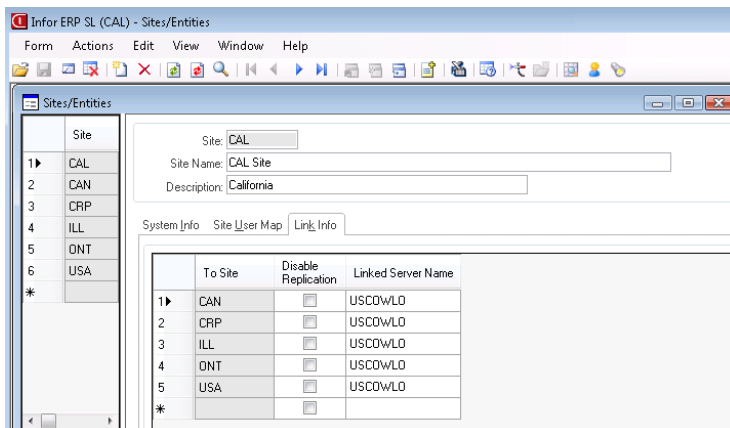 Infor ERP SL (CAL) - Sites/Entities
Form Actions Edit View Window Help
Sites/Entities
Site
1 CAL
2 CAN
3 CRP
4 ILL
5 ONT
6 USA
Site: CAL
Site Name: CAL Site
Description: California
System Info Site User Map Link Info
To Site Disable Replication Linked Server Name
1 CAN USCOWLO
2 CRP USCOWLO
3 ILL USCOWLO
4 ONT USCOWLO
5 USA USCOWLO